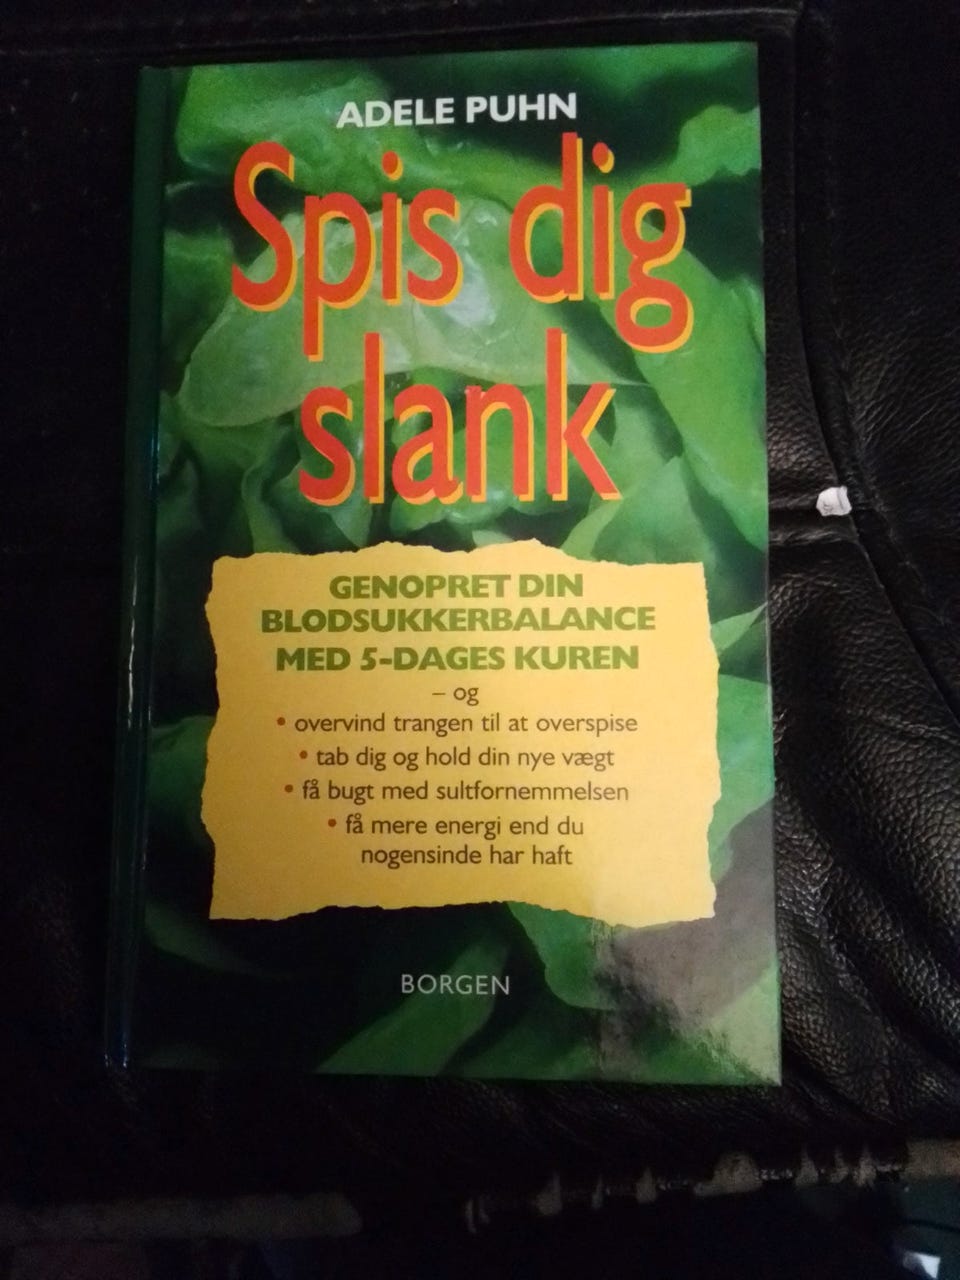 ADELE PUHN
Spis dig
slank
GENOPRET DIN
BLODSUKKERBALANCE
MED 5-DAGES KUREN
– og
• overvind trangen til at overspise
• tab dig og hold din nye vægt
• få bugt med sultfornemmelsen
• få mere energi end du
nogensinde har haft
BORGEN